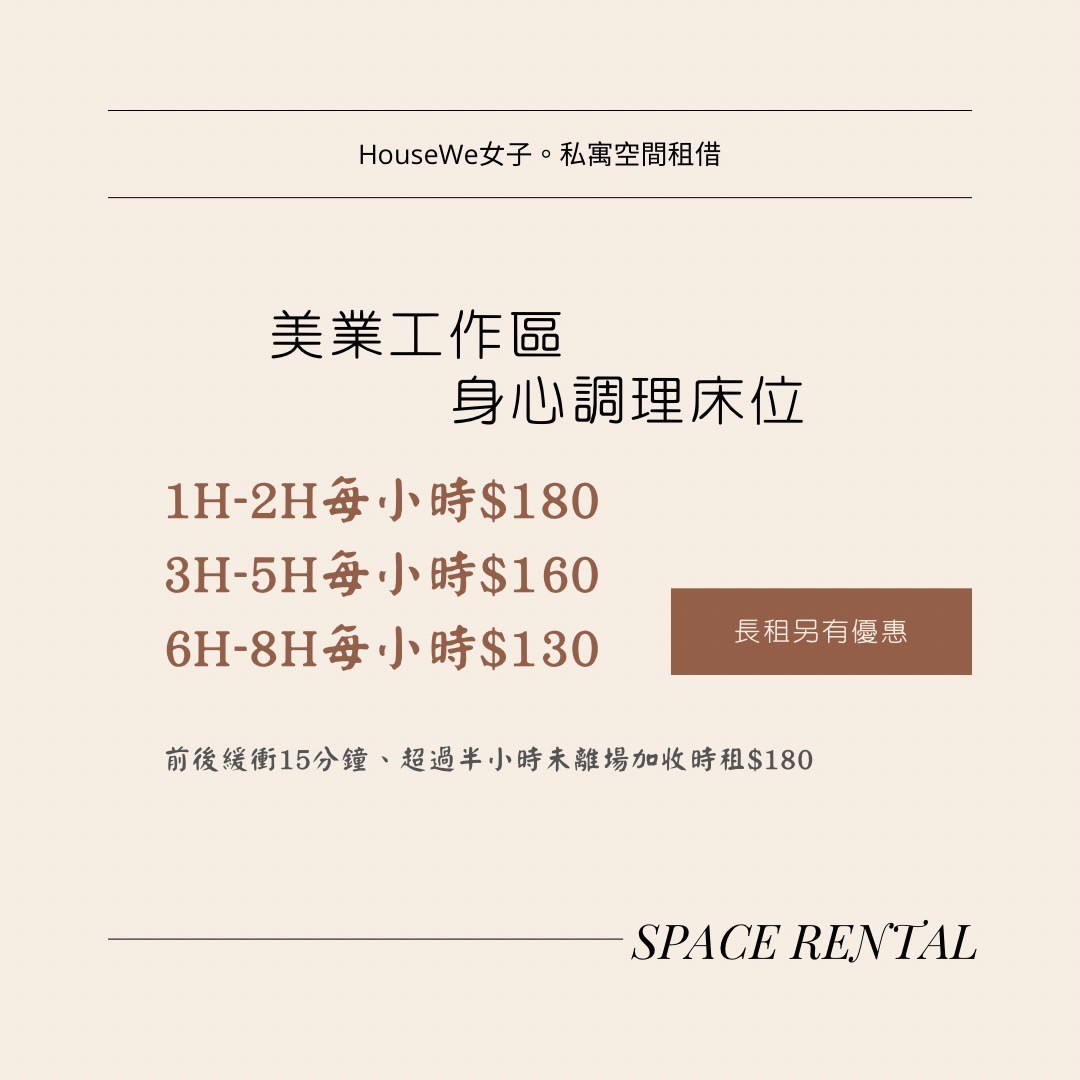 HouseWe女子。私寓空間租借
美業工作區
身心調理床位
1H-2H每小時$180
3H-5H每小時$160
6H-8H每小時$130
長租另有優惠
前後緩衝15分鐘、超過半小時未離場加收時租$180
SPACE RENTAL